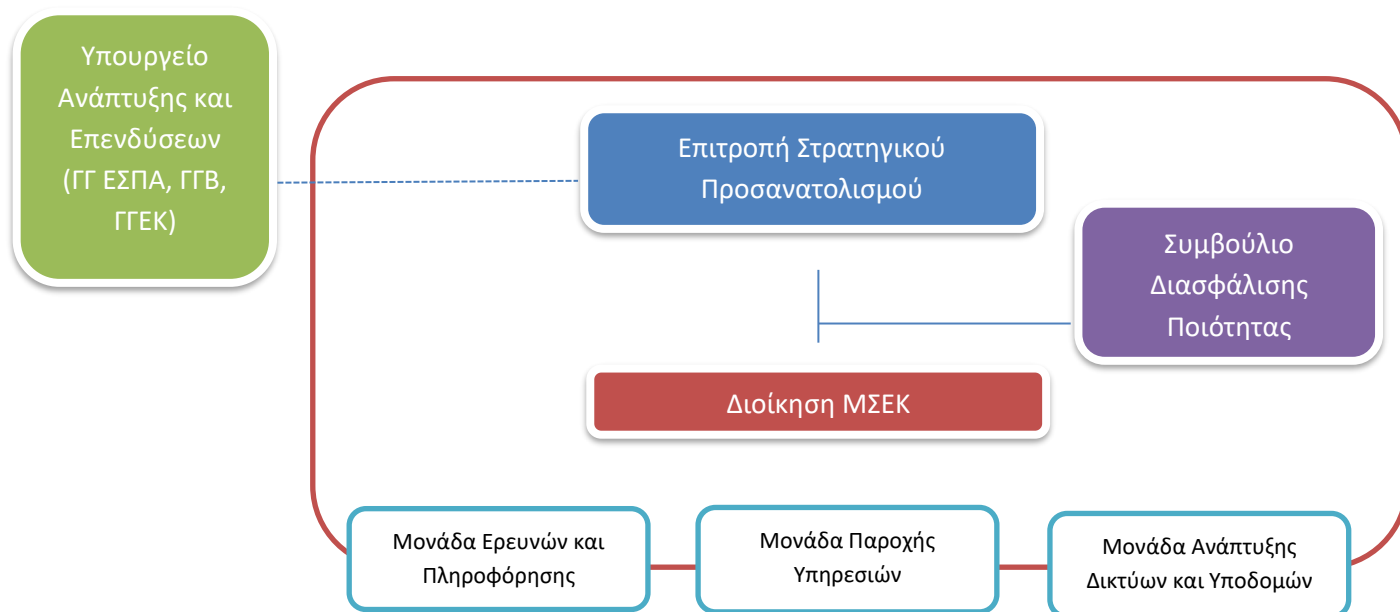 Υπουργείο
Ανάπτυξης και
Επενδύσεων
(ΓΓ ΕΣΠΑ, ΓΓΒ,
ΓΓΕΚ)
Επιτροπή Στρατηγικού
Προσανατολισμού
Συμβούλιο
Διασφάλισης
Ποιότητας
Διοίκηση ΜΣΕΚ
Μονάδα Ερευνών και
Πληροφόρησης
Μονάδα Παροχής
Υπηρεσιών
Μονάδα Ανάπτυξης
Δικτύων και Υποδομών